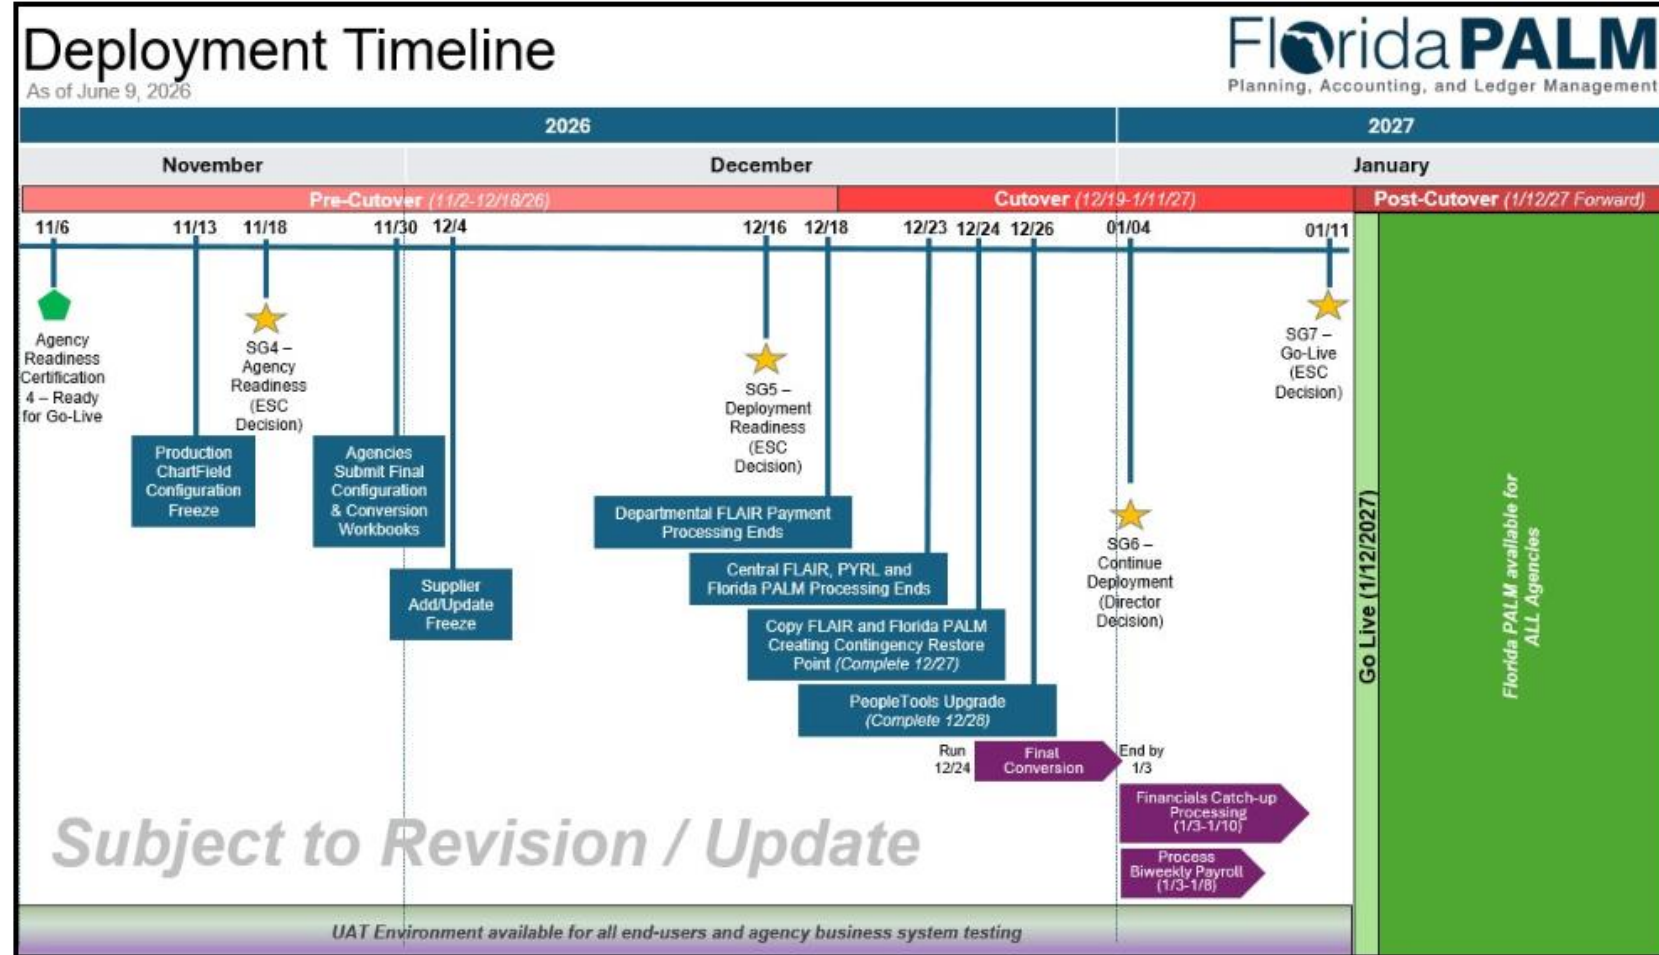 Deployment Timeline
As of June 9, 2026
Florida PALM
Planning, Accounting, and Ledger Management
2026
2027
November
December
January
Pre-Cutover (11/2-12/18/26)
Cutover (12/19-1/11/27)
Post-Cutover (1/12/27 Forward)
11/6
11/13
11/18
11/30
12/4
12/16
12/18
12/23
12/24
12/26
01/04
01/11
Agency
Readiness
Certification
4 – Ready
for Go-Live
Production
ChartField
Configuration
Freeze
SG4 –
Agency
Readiness
(ESC
Decision)
Agencies
Submit Final
Configuration
& Conversion
Workbooks
Supplier
Add/Update
Freeze
SG5 –
Deployment
Readiness
(ESC
Decision)
Departmental FLAIR Payment
Processing Ends
Central FLAIR, PYRL and
Florida PALM Processing Ends
Copy FLAIR and Florida PALM
Creating Contingency Restore
Point (Complete 12/27)
PeopleTools Upgrade
(Complete 12/28)
Run
12/24
Final
Conversion
End by
1/3
SG6 –
Continue
Deployment
(Director
Decision)
SG7 –
Go-Live
(ESC
Decision)
Financials Catch-up
Processing
(1/3-1/10)
Process
Biweekly Payroll
(1/3-1/8)
Go Live (1/12/2027)
Florida PALM available for
ALL Agencies
Subject to Revision / Update
UAT Environment available for all end-users and agency business system testing